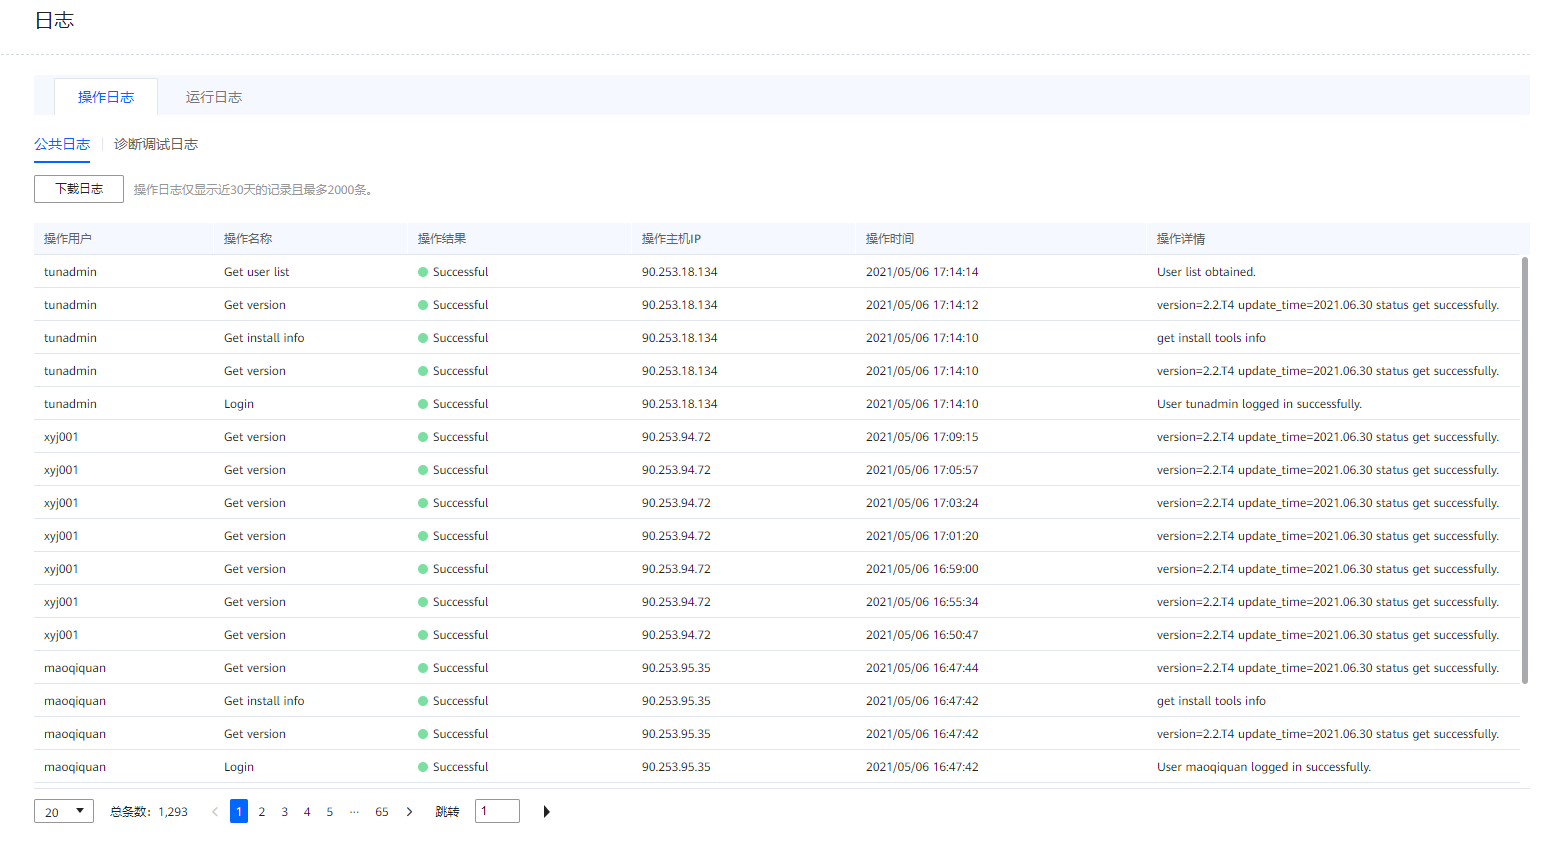 日志
操作日志 运行日志
公共日志 诊断调试日志
下载日志 操作日志仅显示近30天的记录且最多2000条。
操作用户 操作名称 操作结果 操作主机IP 操作时间 操作详情
tunadmin Get user list Successful 90.253.18.134 2021/05/06 17:14:14 User list obtained.
tunadmin Get version Successful 90.253.18.134 2021/05/06 17:14:12 version=2.2.T4 update_time=2021.06.30 status get successfully.
tunadmin Get install info Successful 90.253.18.134 2021/05/06 17:14:10 get install tools info
tunadmin Get version Successful 90.253.18.134 2021/05/06 17:14:10 version=2.2.T4 update_time=2021.06.30 status get successfully.
tunadmin Login Successful 90.253.18.134 2021/05/06 17:14:10 User tunadmin logged in successfully.
xyj001 Get version Successful 90.253.94.72 2021/05/06 17:09:15 version=2.2.T4 update_time=2021.06.30 status get successfully.
xyj001 Get version Successful 90.253.94.72 2021/05/06 17:05:57 version=2.2.T4 update_time=2021.06.30 status get successfully.
xyj001 Get version Successful 90.253.94.72 2021/05/06 17:03:24 version=2.2.T4 update_time=2021.06.30 status get successfully.
xyj001 Get version Successful 90.253.94.72 2021/05/06 17:01:20 version=2.2.T4 update_time=2021.06.30 status get successfully.
xyj001 Get version Successful 90.253.94.72 2021/05/06 16:59:00 version=2.2.T4 update_time=2021.06.30 status get successfully.
xyj001 Get version Successful 90.253.94.72 2021/05/06 16:55:34 version=2.2.T4 update_time=2021.06.30 status get successfully.
xyj001 Get version Successful 90.253.94.72 2021/05/06 16:50:47 version=2.2.T4 update_time=2021.06.30 status get successfully.
maoqiquan Get version Successful 90.253.95.35 2021/05/06 16:47:44 version=2.2.T4 update_time=2021.06.30 status get successfully.
maoqiquan Get install info Successful 90.253.95.35 2021/05/06 16:47:42 get install tools info
maoqiquan Get version Successful 90.253.95.35 2021/05/06 16:47:42 version=2.2.T4 update_time=2021.06.30 status get successfully.
maoqiquan Login Successful 90.253.95.35 2021/05/06 16:47:42 User maoqiquan logged in successfully.
20 总条数：1,293 1 2 3 4 5 ··· 65 跳转 1